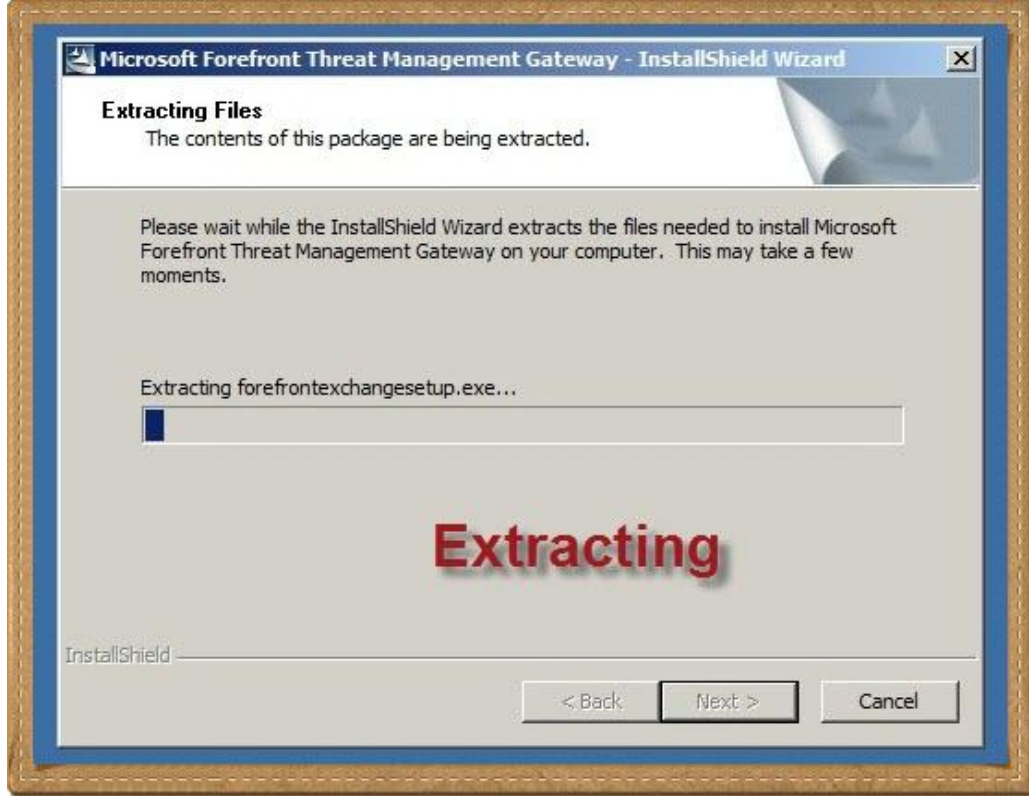 Microsoft Forefront Threat Management Gateway - InstallShield Wizard
Extracting Files
The contents of this package are being extracted.
Please wait while the InstallShield Wizard extracts the files needed to install Microsoft
Forefront Threat Management Gateway on your computer.  This may take a few
moments.
Extracting forefrontexchangesetup.exe...
Extracting
InstallShield
< Back
Next >
Cancel